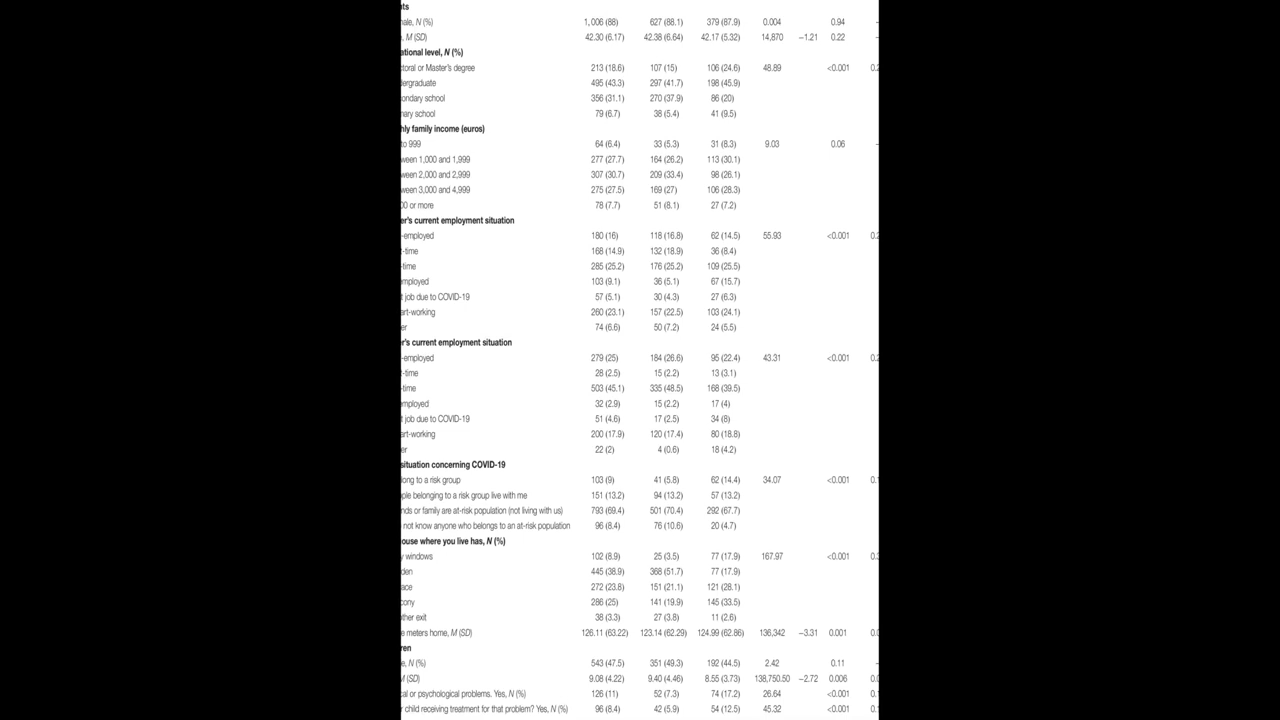 nts
nale, N (%) 1,006 (88) 627 (88.1) 379 (87.9) 0.004 0.94 –
, M (SD) 42.30 (6.17) 42.38 (6.64) 42.17 (5.32) 14,870 −1.21 0.22 –
ational level, N (%)
ctoral or Master's degree 213 (18.6) 107 (15) 106 (24.6) 48.89 <0.001 0.2
dergraduate 495 (43.3) 297 (41.7) 198 (45.9)
condary school 356 (31.1) 270 (37.9) 86 (20)
mary school 79 (6.7) 38 (5.4) 41 (9.5)
hly family income (euros)
to 999 64 (6.4) 33 (5.3) 31 (8.3) 9.03 0.06 –
ween 1,000 and 1,999 277 (27.7) 164 (26.2) 113 (30.1)
ween 2,000 and 2,999 307 (30.7) 209 (33.4) 98 (26.1)
ween 3,000 and 4,999 275 (27.5) 169 (27) 106 (28.3)
00 or more 78 (7.7) 51 (8.1) 27 (7.2)
er's current employment situation
-employed 180 (16) 118 (16.8) 62 (14.5) 55.93 <0.001 0.2
t-time 168 (14.9) 132 (18.9) 36 (8.4)
-time 285 (25.2) 176 (25.2) 109 (25.5)
mployed 103 (9.1) 36 (5.1) 67 (15.7)
t job due to COVID-19 57 (5.1) 30 (4.3) 27 (6.3)
art-working 260 (23.1) 157 (22.5) 103 (24.1)
er 74 (6.6) 50 (7.2) 24 (5.5)
er's current employment situation
-employed 279 (25) 184 (26.6) 95 (22.4) 43.31 <0.001 0.2
t-time 28 (2.5) 15 (2.2) 13 (3.1)
-time 503 (45.1) 335 (48.5) 168 (39.5)
mployed 32 (2.9) 15 (2.2) 17 (4)
t job due to COVID-19 51 (4.6) 17 (2.5) 34 (8)
art-working 200 (17.9) 120 (17.4) 80 (18.8)
er 22 (2) 4 (0.6) 18 (4.2)
situation concerning COVID-19
long to a risk group 103 (9) 41 (5.8) 62 (14.4) 34.07 <0.001 0.1
ple belonging to a risk group live with me 151 (13.2) 94 (13.2) 57 (13.2)
nds or family are at-risk population (not living with us) 793 (69.4) 501 (70.4) 292 (67.7)
not know anyone who belongs to an at-risk population 96 (8.4) 76 (10.6) 20 (4.7)
ouse where you live has, N (%)
y windows 102 (8.9) 25 (3.5) 77 (17.9) 167.97 <0.001 0.3
den 445 (38.9) 368 (51.7) 77 (17.9)
ace 272 (23.8) 151 (21.1) 121 (28.1)
cony 286 (25) 141 (19.9) 145 (33.5)
ther exit 38 (3.3) 27 (3.8) 11 (2.6)
e meters home, M (SD) 126.11 (63.22) 123.14 (62.29) 124.99 (62.86) 136,342 −3.31 0.001 0.0
ren
e, N (%) 543 (47.5) 351 (49.3) 192 (44.5) 2.42 0.11 –
M (SD) 9.08 (4.22) 9.40 (4.46) 8.55 (3.73) 138,750.50 −2.72 0.006 0.0
cal or psychological problems. Yes, N (%) 126 (11) 52 (7.3) 74 (17.2) 26.64 <0.001 0.1
r child receiving treatment for that problem? Yes, N (%) 96 (8.4) 42 (5.9) 54 (12.5) 45.32 <0.001 0.1